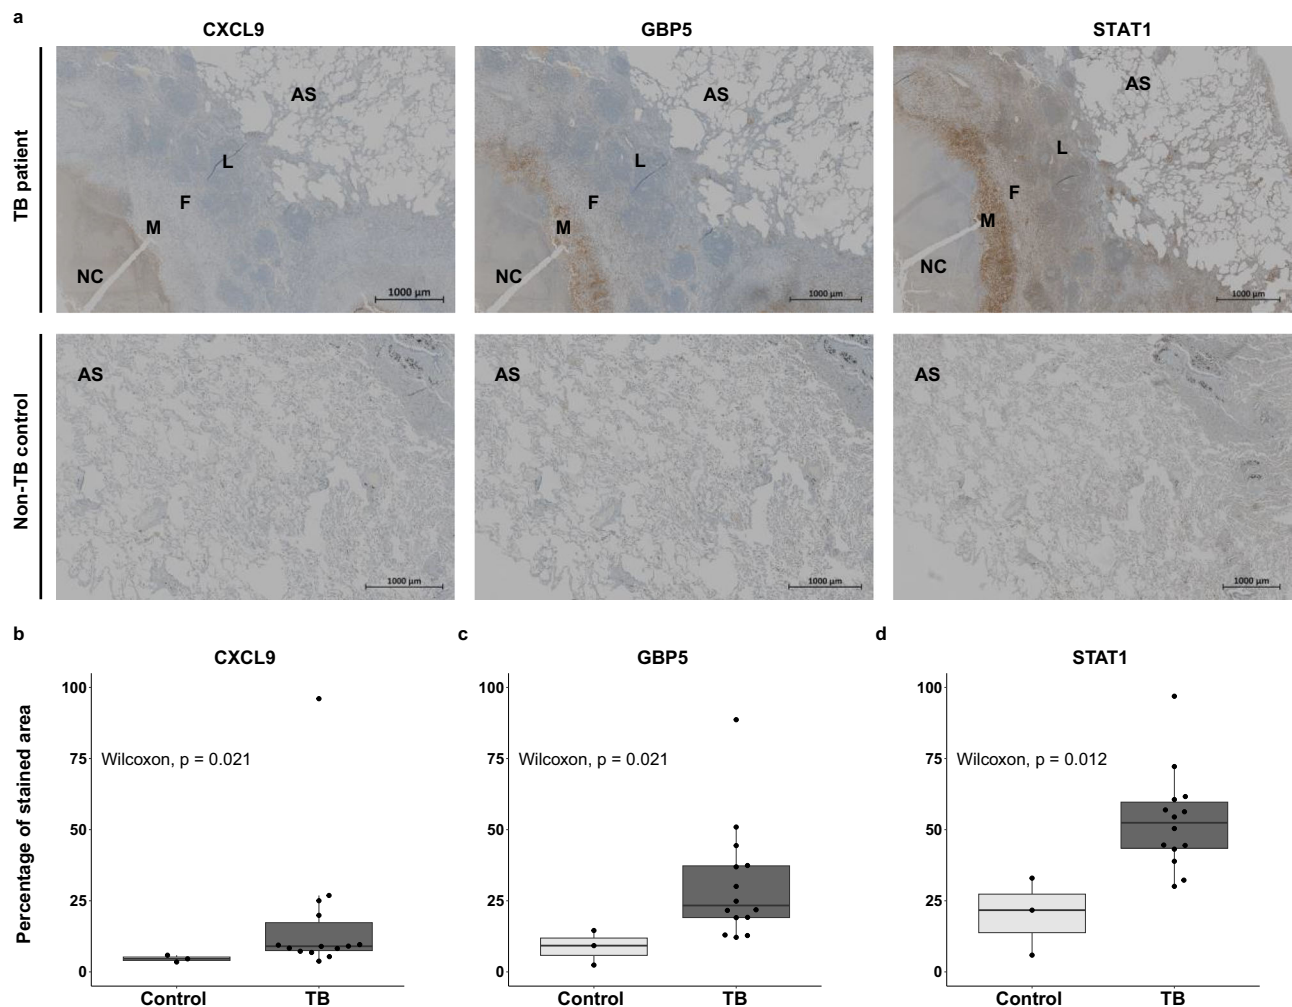 a
CXCL9 GBP5 STAT1
TB patient
AS
L
F
M
NC
1000 µm
AS
L
F
M
NC
1000 µm
AS
L
F
M
NC
1000 µm
Non-TB control
AS
1000 µm
AS
1000 µm
AS
1000 µm
b
CXCL9
Percentage of stained area
100
75
50
25
0
Wilcoxon, p = 0.021
Control TB
c
GBP5
100
75
50
25
0
Wilcoxon, p = 0.021
Control TB
d
STAT1
100
75
50
25
0
Wilcoxon, p = 0.012
Control TB